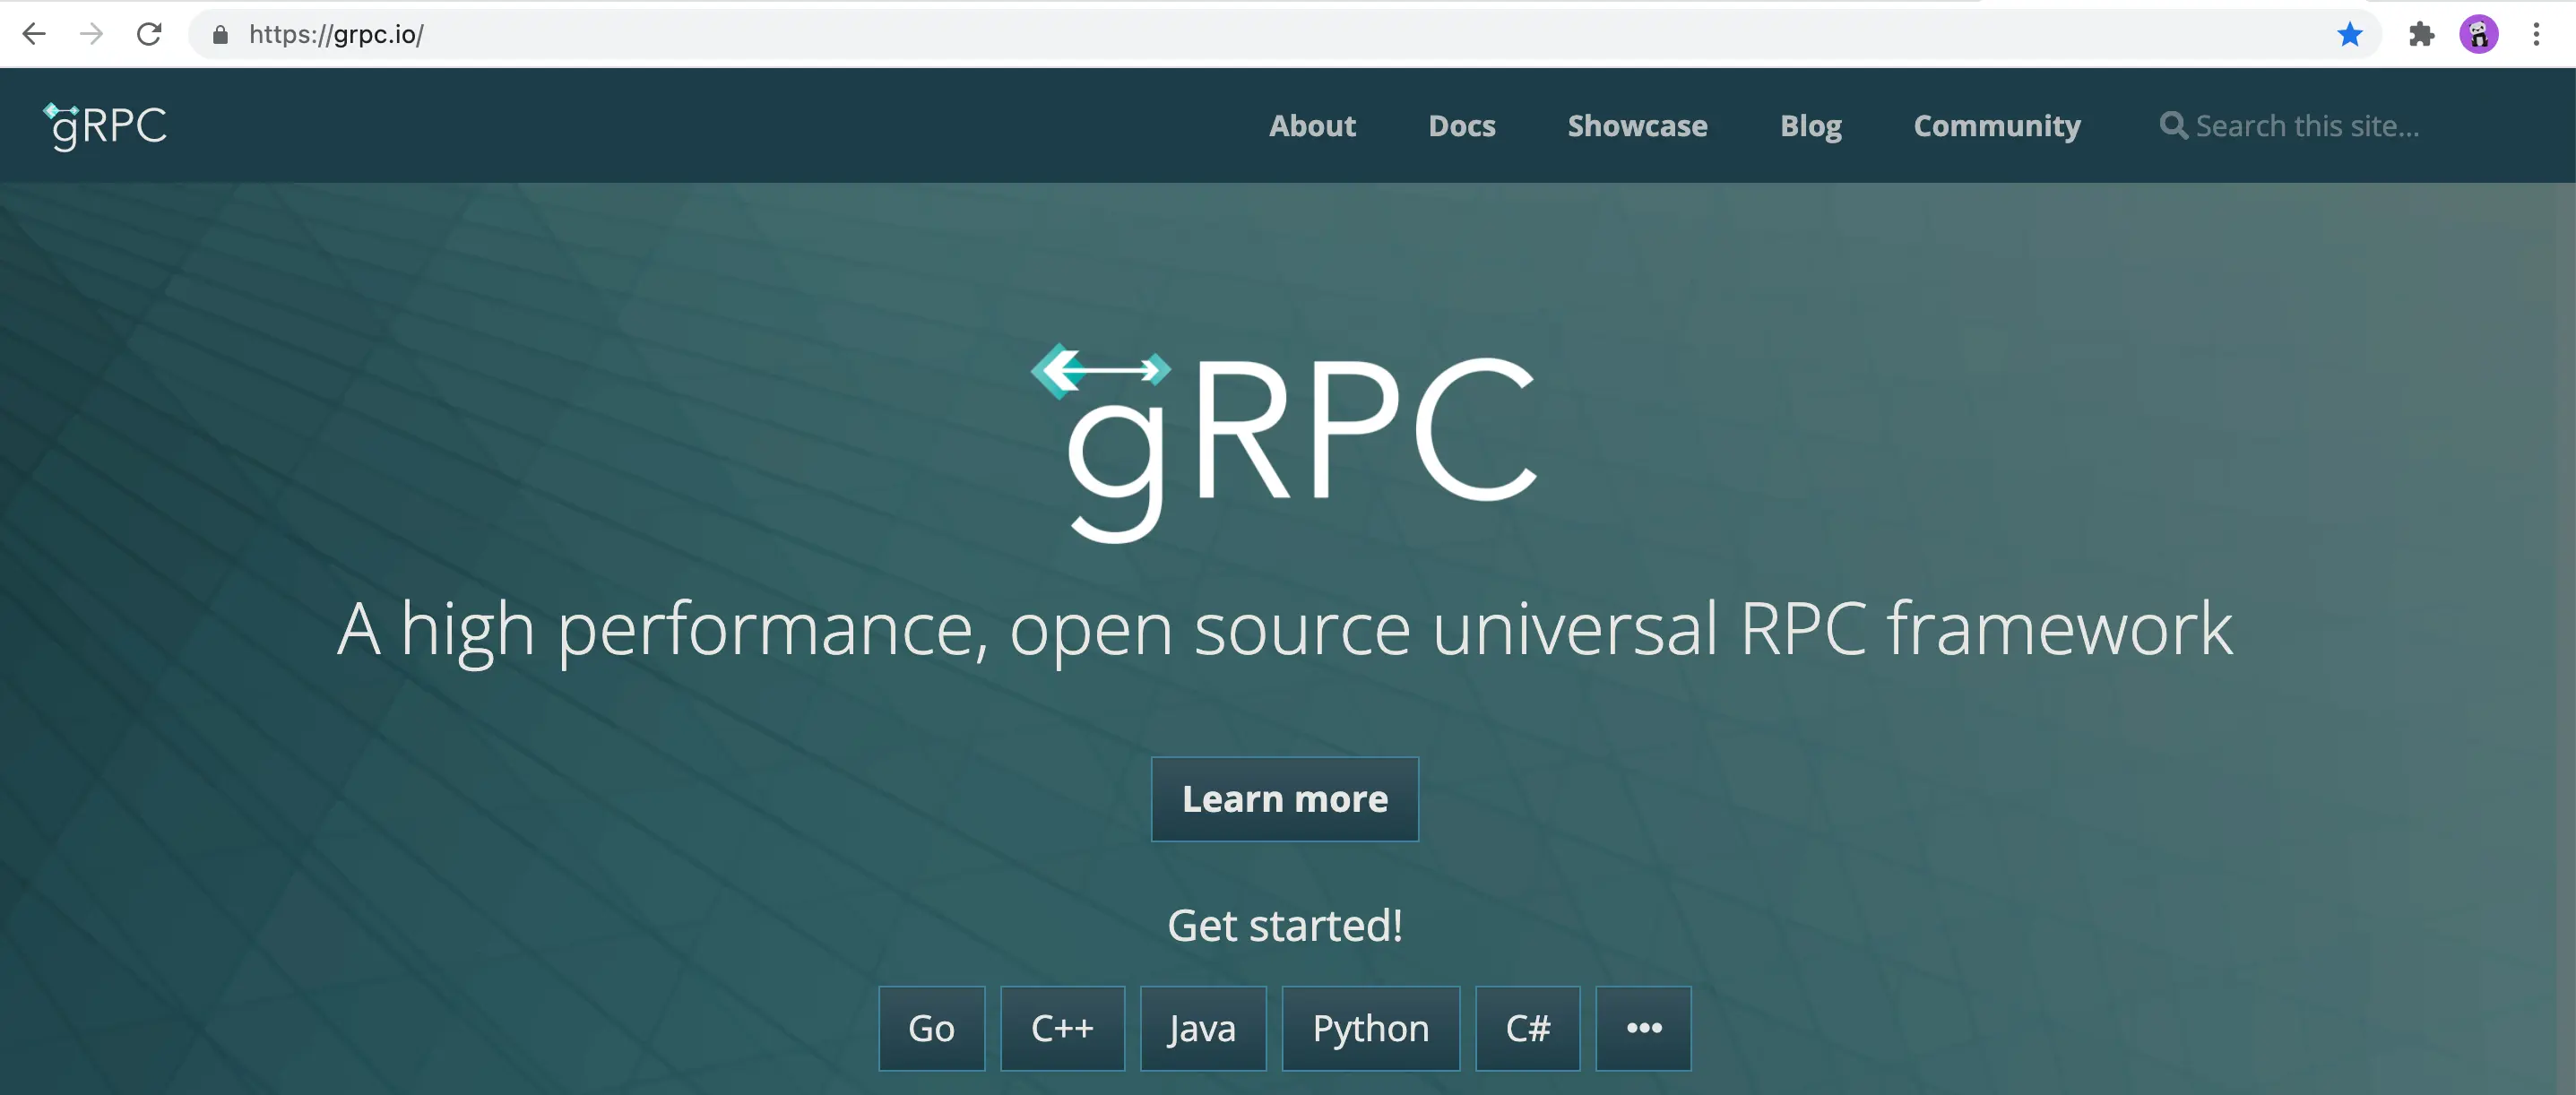 https://grpc.io/
gRPC
About Docs Showcase Blog Community Search this site...
gRPC
A high performance, open source universal RPC framework
Learn more
Get started!
Go C++ Java Python C# •••